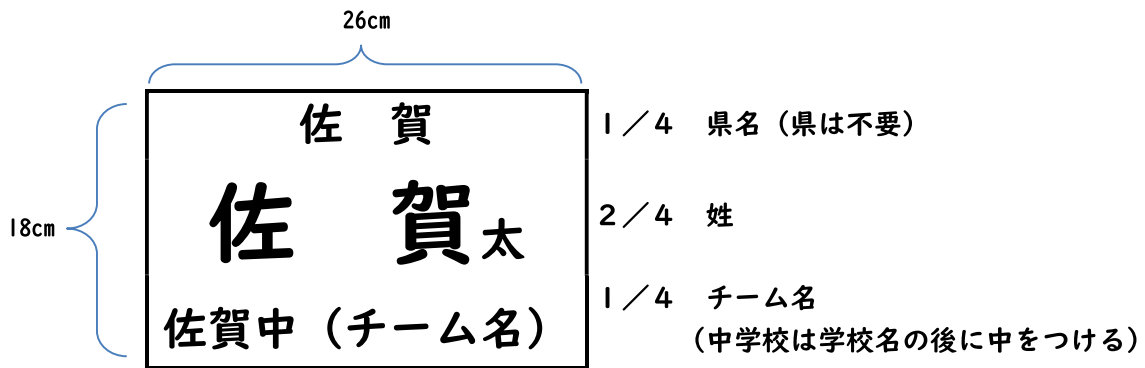 26cm
佐　賀
1／4　県名（県は不要）
佐　賀太
2／4　姓
18cm
佐賀中（チーム名）
1／4　チーム名
（中学校は学校名の後に中をつける）